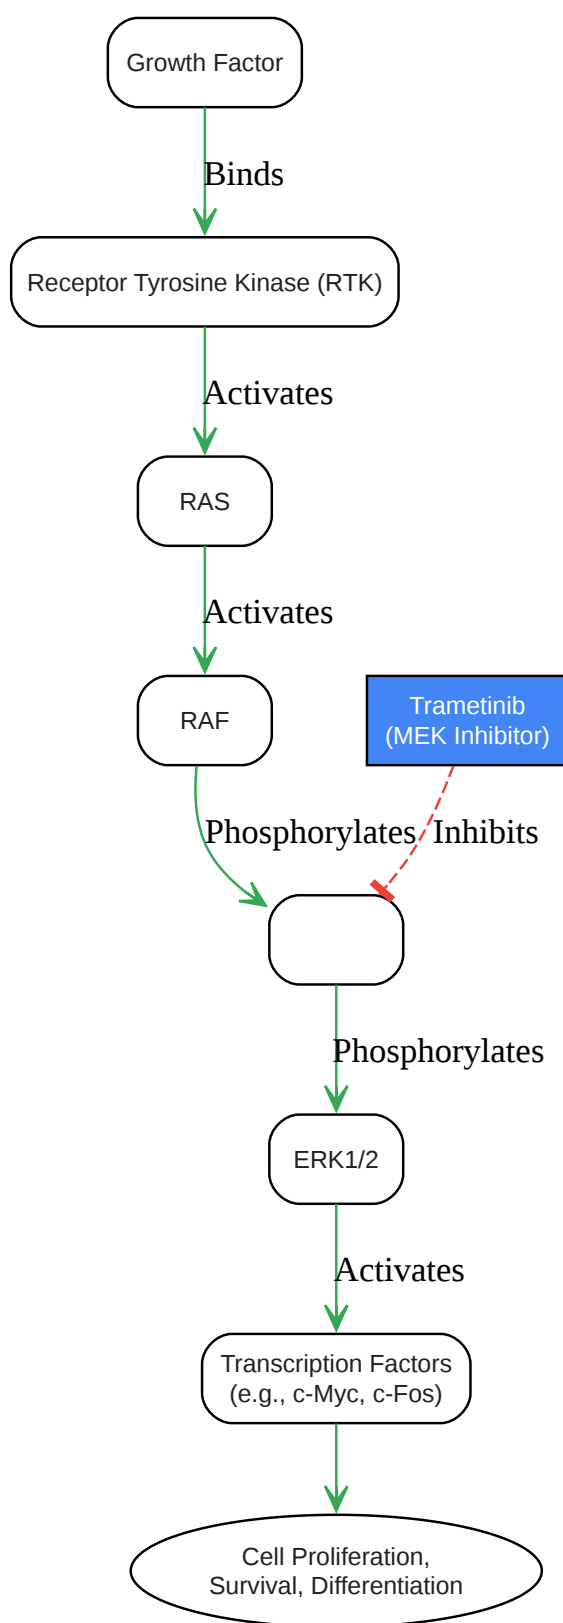 Growth Factor
Binds
Receptor Tyrosine Kinase (RTK)
Activates
RAS
Activates
RAF
Trametinib
(MEK Inhibitor)
Phosphorylates
Inhibits
Phosphorylates
ERK1/2
Activates
Transcription Factors
(e.g., c-Myc, c-Fos)
Cell Proliferation,
Survival, Differentiation